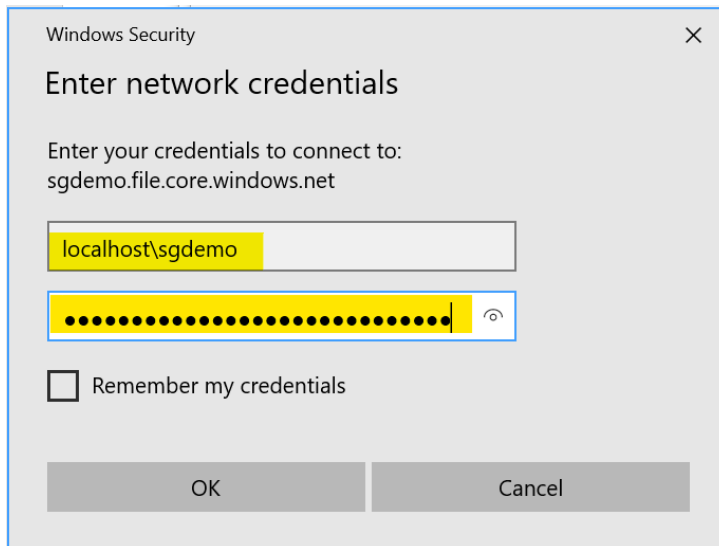 Windows Security
Enter network credentials
Enter your credentials to connect to:
sgdemo.file.core.windows.net
localhost\sgdemo
●●●●●●●●●●●●●●●●●●●●●●●●●●●●●
Remember my credentials
OK
Cancel